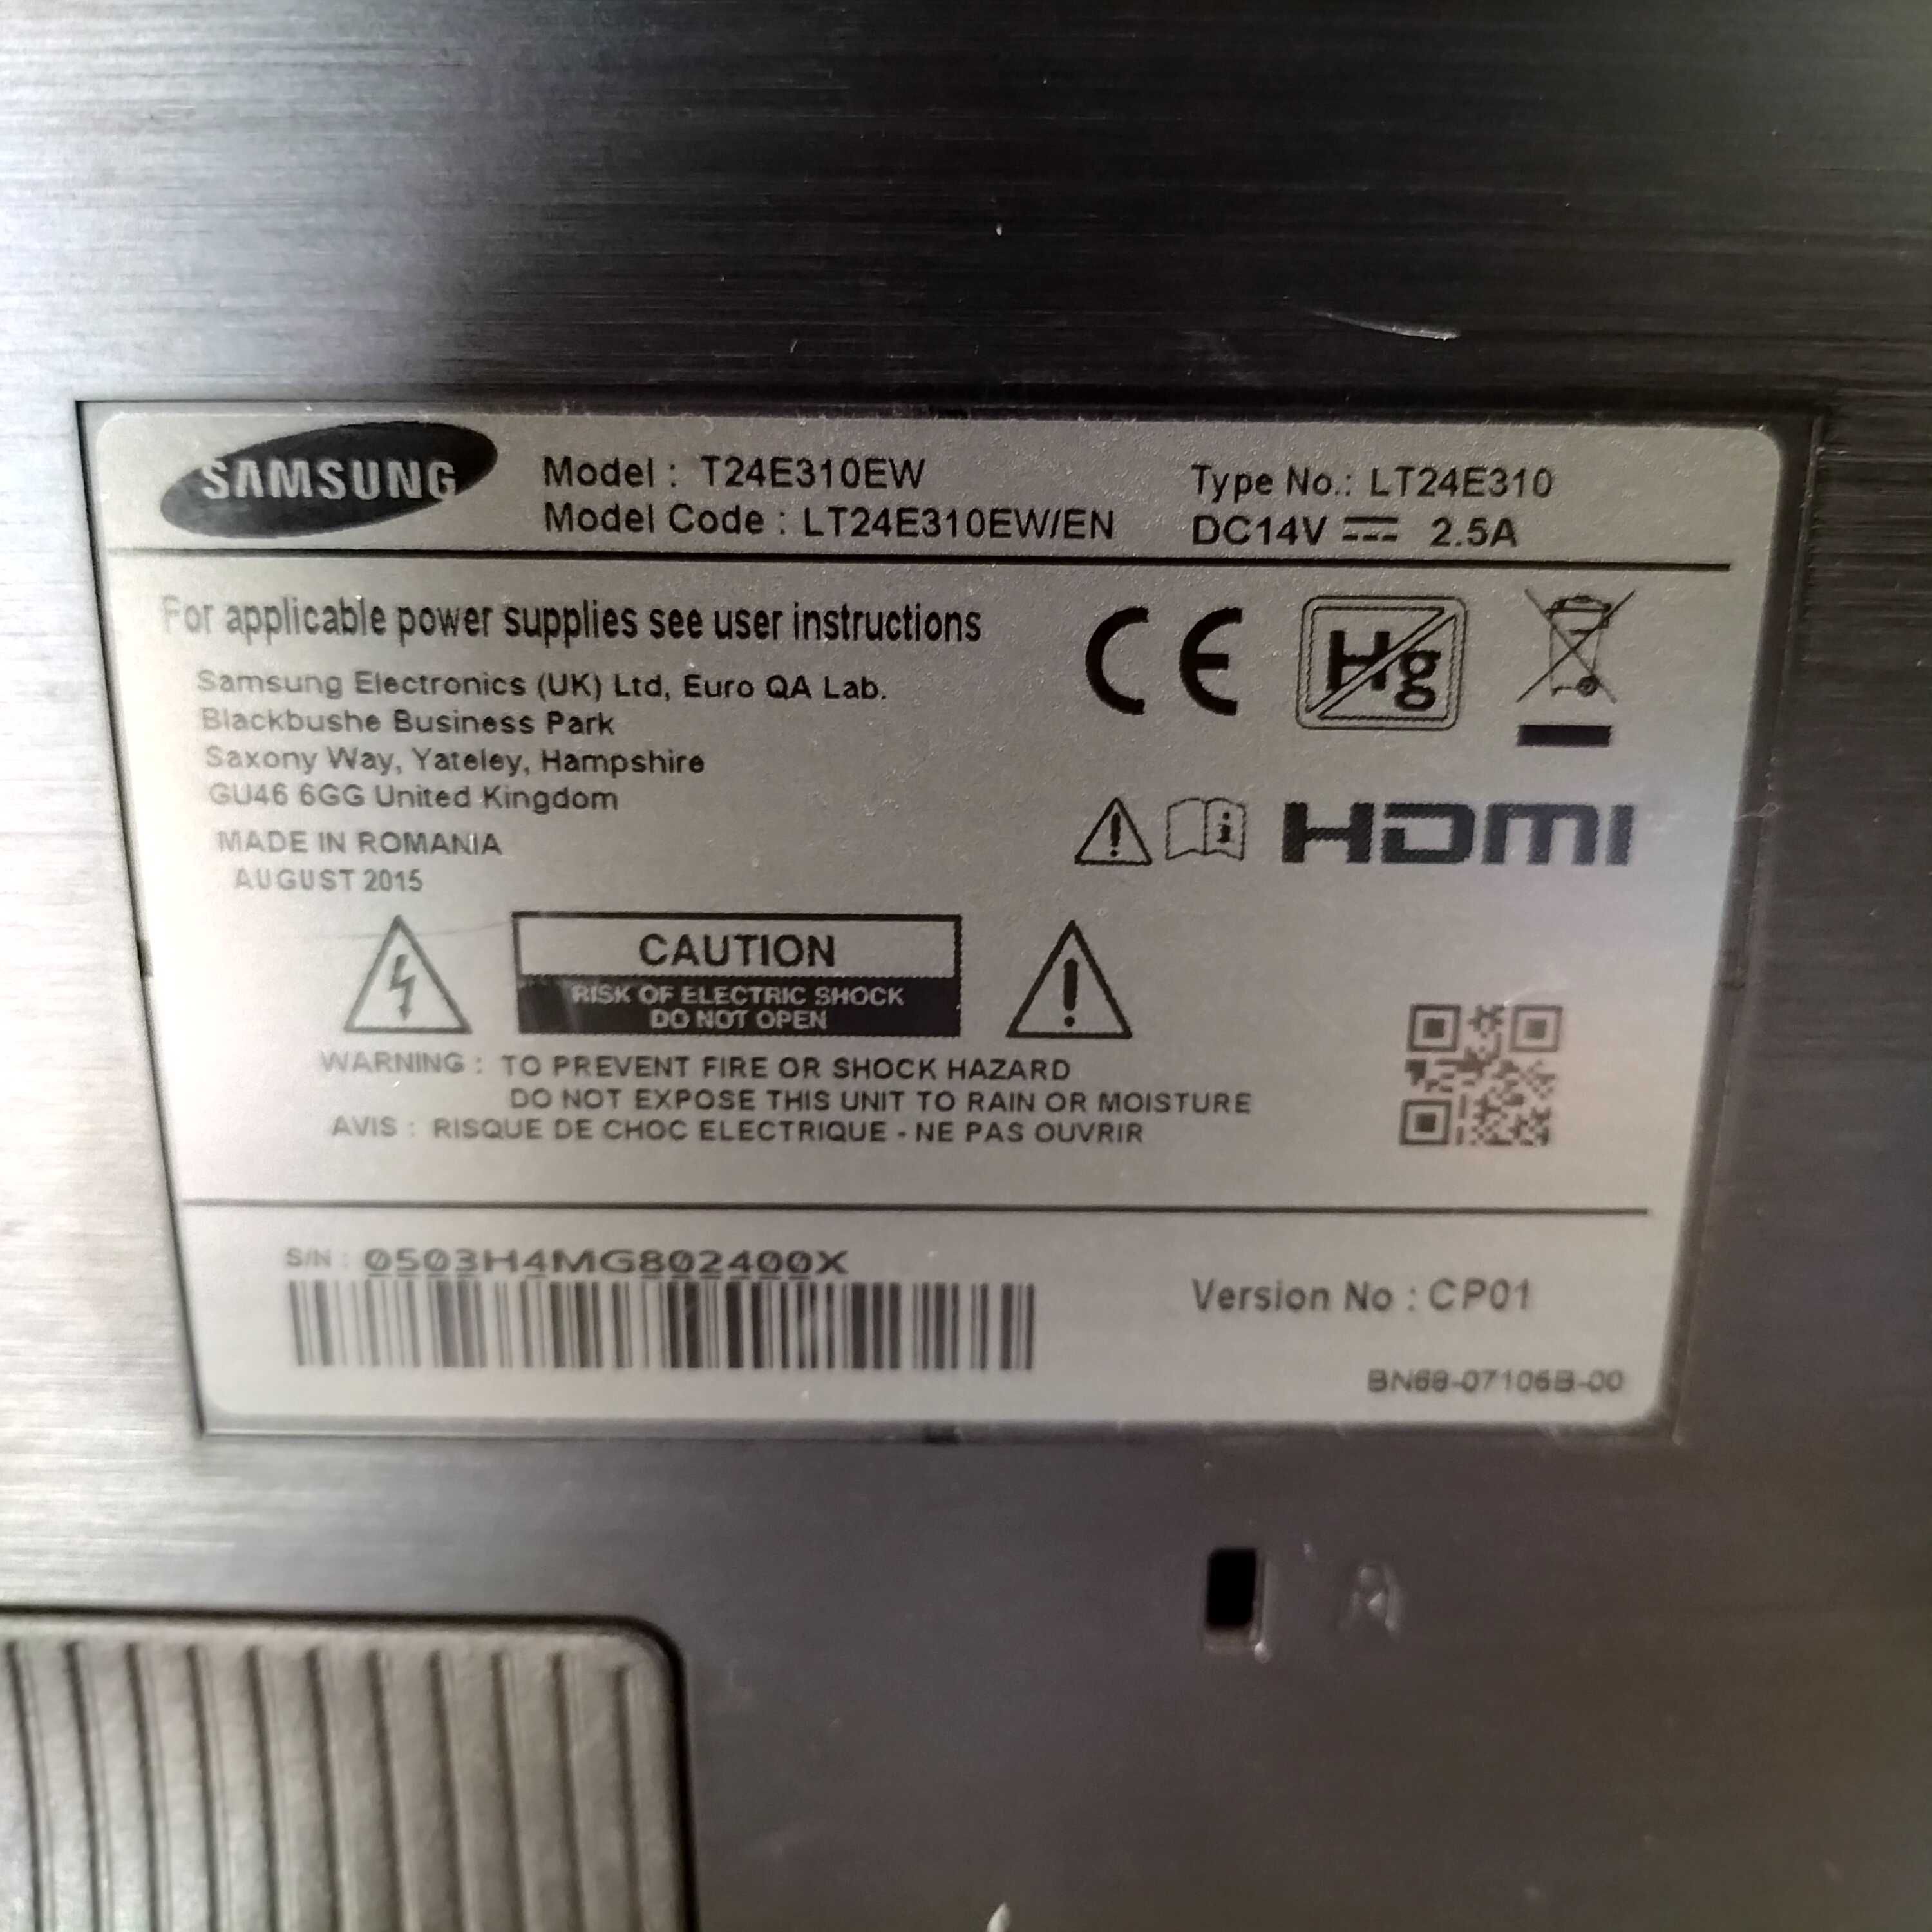 SAMSUNG
Model : T24E310EW
Model Code : LT24E310EW/EN
Type No.: LT24E310
DC14V ⎓ 2.5A
For applicable power supplies see user instructions
Samsung Electronics (UK) Ltd, Euro QA Lab.
Blackbushe Business Park
Saxony Way, Yateley, Hampshire
GU46 6GG United Kingdom
MADE IN ROMANIA
AUGUST 2015
CE
Hg
HDMI
CAUTION
RISK OF ELECTRIC SHOCK
DO NOT OPEN
WARNING : TO PREVENT FIRE OR SHOCK HAZARD
DO NOT EXPOSE THIS UNIT TO RAIN OR MOISTURE
AVIS : RISQUE DE CHOC ELECTRIQUE - NE PAS OUVRIR
S/N : 0503H4MG802400X
Version No : CP01
BN68-07106B-00